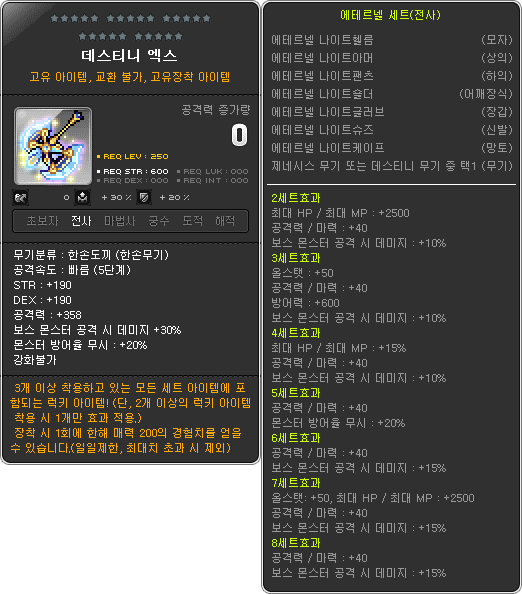 데스티니 엑스
고유 아이템, 교환 불가, 고유장착 아이템
공격력 증가량
0
REQ LEV : 250
REQ STR : 600
REQ LUK : 000
REQ DEX : 000
REQ INT : 000
0
+ 30 %
+ 20 %
초보자 전사 마법사 궁수 도적 해적
무기분류 : 한손도끼 (한손무기)
공격속도 : 빠름 (5단계)
STR : +190
DEX : +190
공격력 : +358
보스 몬스터 공격 시 데미지 +30%
몬스터 방어율 무시 : +20%
강화불가
3개 이상 착용하고 있는 모든 세트 아이템에 포
함되는 럭키 아이템! (단, 2개 이상의 럭키 아이템
착용 시 1개만 효과 적용.)
장착 시 1회에 한해 매력 200의 경험치를 얻을
수 있습니다.(일일제한, 최대치 초과 시 제외)
에테르넬 세트(전사)
에테르넬 나이트헬름 (모자)
에테르넬 나이트아머 (상의)
에테르넬 나이트팬츠 (하의)
에테르넬 나이트숄더 (어깨장식)
에테르넬 나이트글러브 (장갑)
에테르넬 나이트슈즈 (신발)
에테르넬 나이트케이프 (망토)
제네시스 무기 또는 데스티니 무기 중 택1 (무기)
2세트효과
최대 HP / 최대 MP : +2500
공격력 / 마력 : +40
보스 몬스터 공격 시 데미지 : +10%
3세트효과
올스탯 : +50
공격력 / 마력 : +40
방어력 : +600
보스 몬스터 공격 시 데미지 : +10%
4세트효과
최대 HP / 최대 MP : +15%
공격력 / 마력 : +40
보스 몬스터 공격 시 데미지 : +10%
5세트효과
공격력 / 마력 : +40
몬스터 방어율 무시 : +20%
6세트효과
공격력 / 마력 : +40
보스 몬스터 공격 시 데미지 : +15%
7세트효과
올스탯: +50, 최대 HP / 최대 MP : +2500
공격력 / 마력 : +40
보스 몬스터 공격 시 데미지 : +15%
8세트효과
공격력 / 마력 : +40
보스 몬스터 공격 시 데미지 : +15%